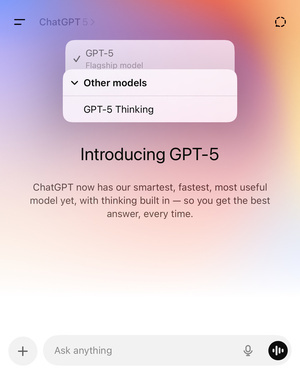 ChatGPT 5
GPT-5
Flagship model
Other models
GPT-5 Thinking
Introducing GPT-5
ChatGPT now has our smartest, fastest, most useful
model yet, with thinking built in — so you get the best
answer, every time.
Ask anything